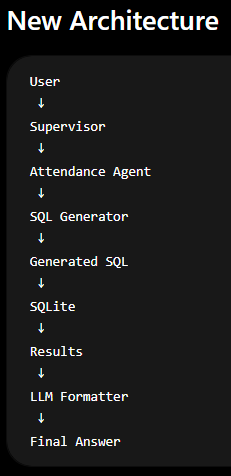 New Architecture
User
↓
Supervisor
↓
Attendance Agent
↓
SQL Generator
↓
Generated SQL
↓
SQLite
↓
Results
↓
LLM Formatter
↓
Final Answer